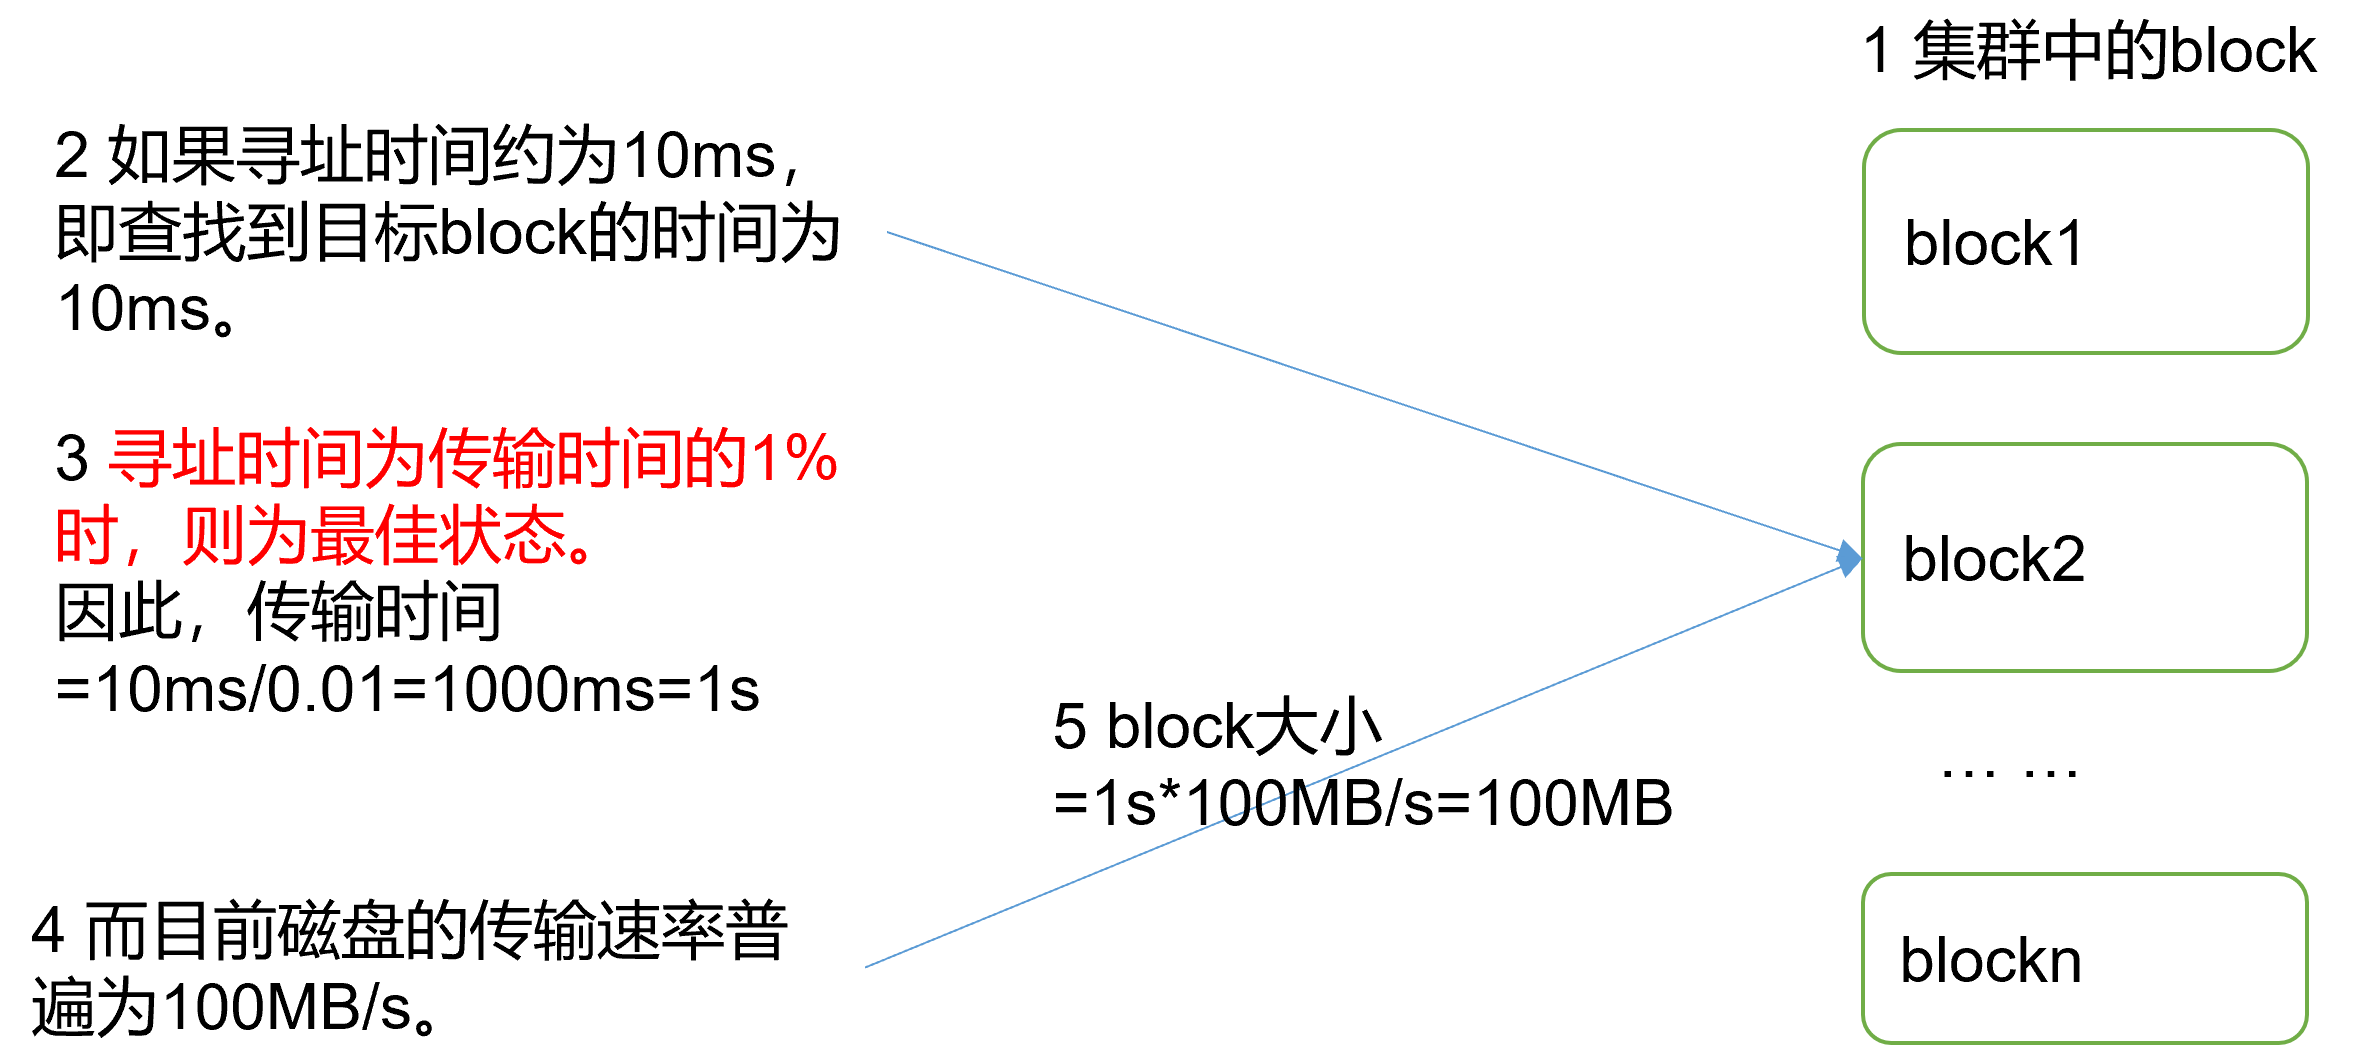 1 集群中的block
2 如果寻址时间约为10ms，
即查找到目标block的时间为
10ms。
3 寻址时间为传输时间的1%
时，则为最佳状态。
因此，传输时间
=10ms/0.01=1000ms=1s
4 而目前磁盘的传输速率普
遍为100MB/s。
5 block大小
=1s*100MB/s=100MB
block1
block2
… …
blockn